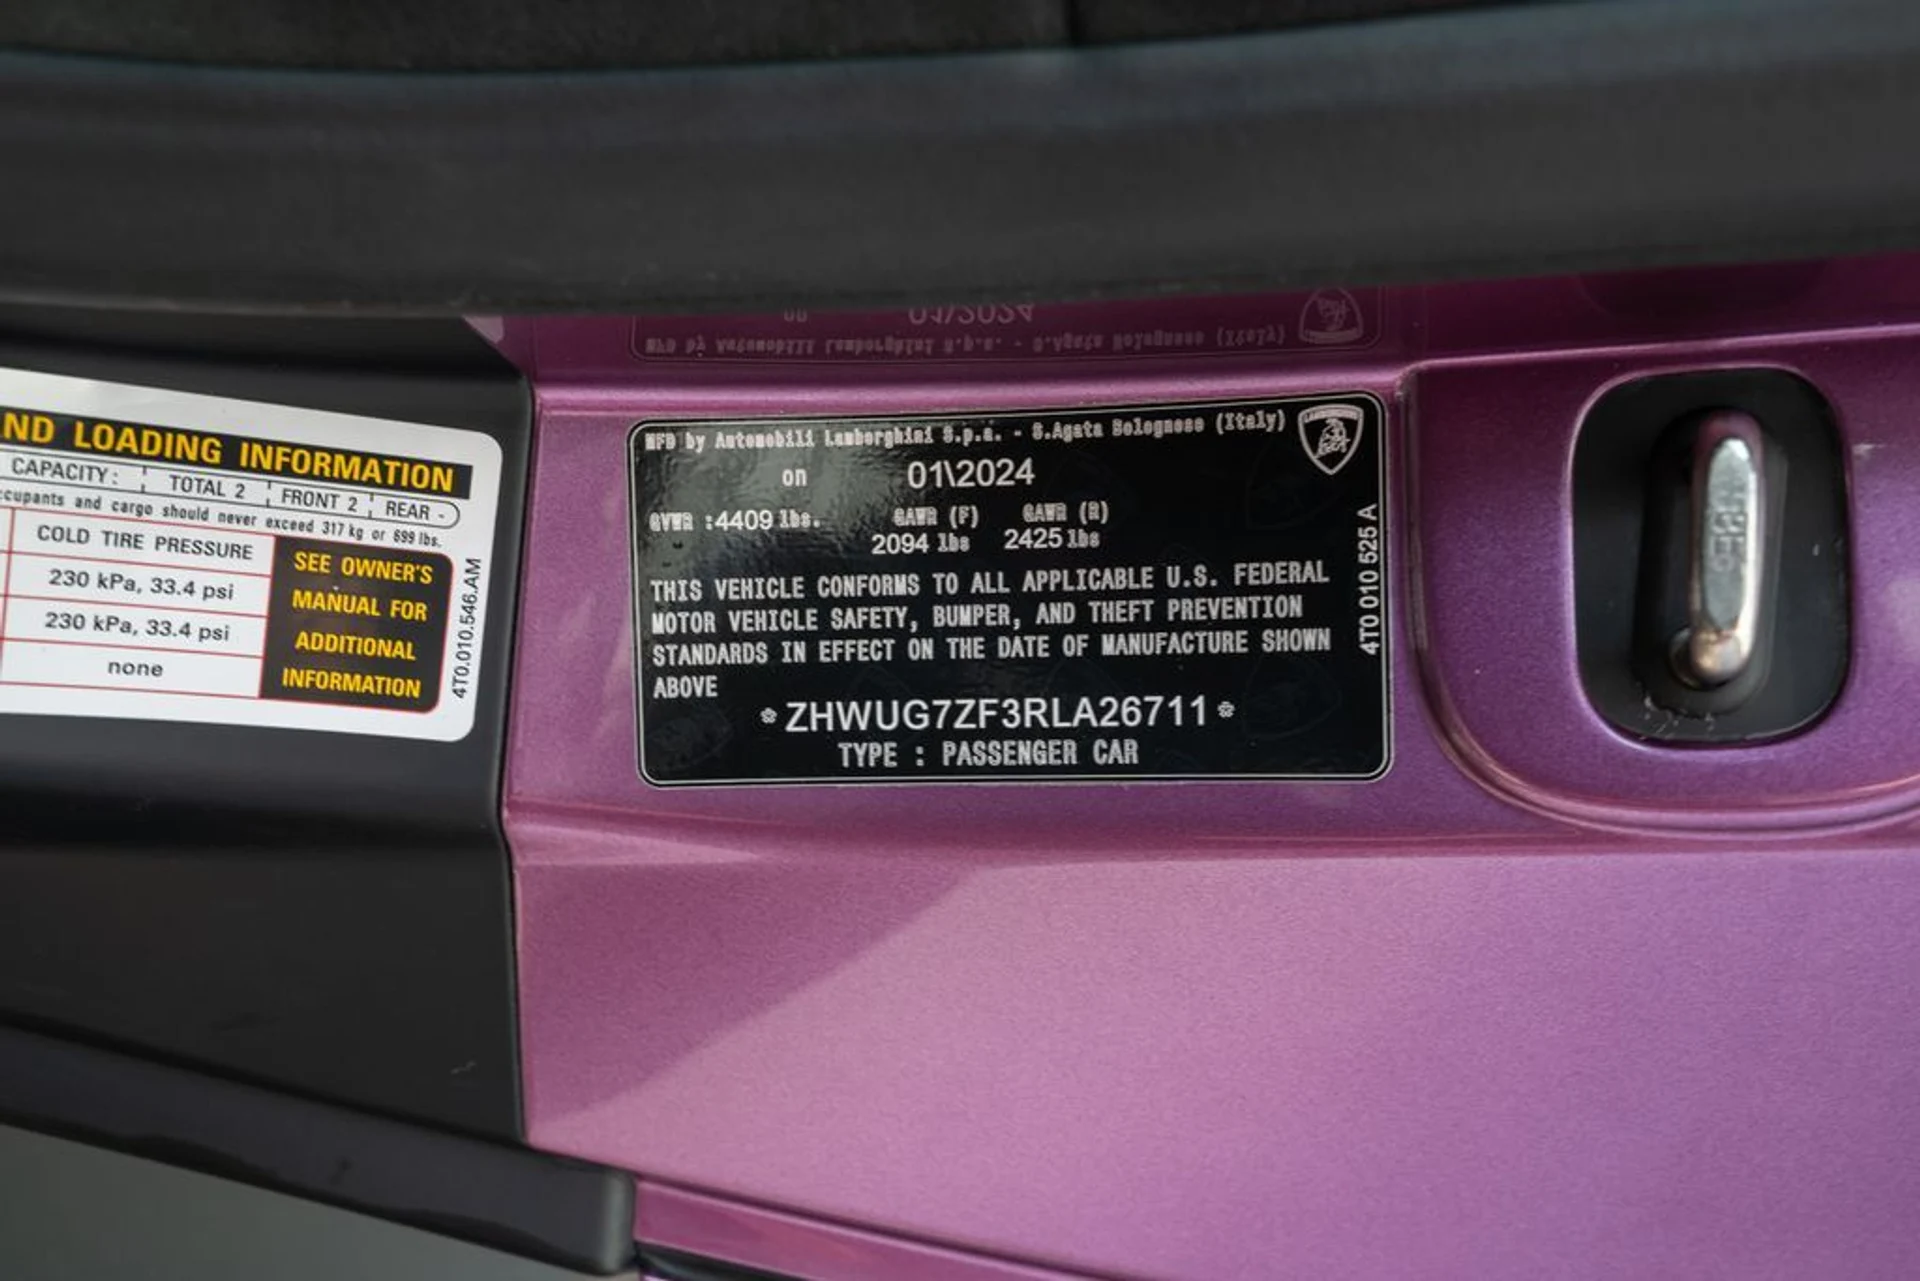 ND LOADING INFORMATION
CAPACITY: TOTAL 2 FRONT 2 REAR -
ccupants and cargo should never exceed 317 kg or 699 lbs.
COLD TIRE PRESSURE
230 kPa, 33.4 psi
230 kPa, 33.4 psi
none
SEE OWNER'S
MANUAL FOR
ADDITIONAL
INFORMATION
4T0.010.546.AM
MFD by Automobili Lamborghini S.p.a. - S.Agata Bolognese (Italy)
on 01\2024
GVWR :4409 lbs. GAWR (F) GAWR (R)
2094 lbs 2425 lbs
THIS VEHICLE CONFORMS TO ALL APPLICABLE U.S. FEDERAL
MOTOR VEHICLE SAFETY, BUMPER, AND THEFT PREVENTION
STANDARDS IN EFFECT ON THE DATE OF MANUFACTURE SHOWN
ABOVE
ZHWUG7ZF3RLA26711
TYPE : PASSENGER CAR
4T0 010 525 A
LAMBORGHINI